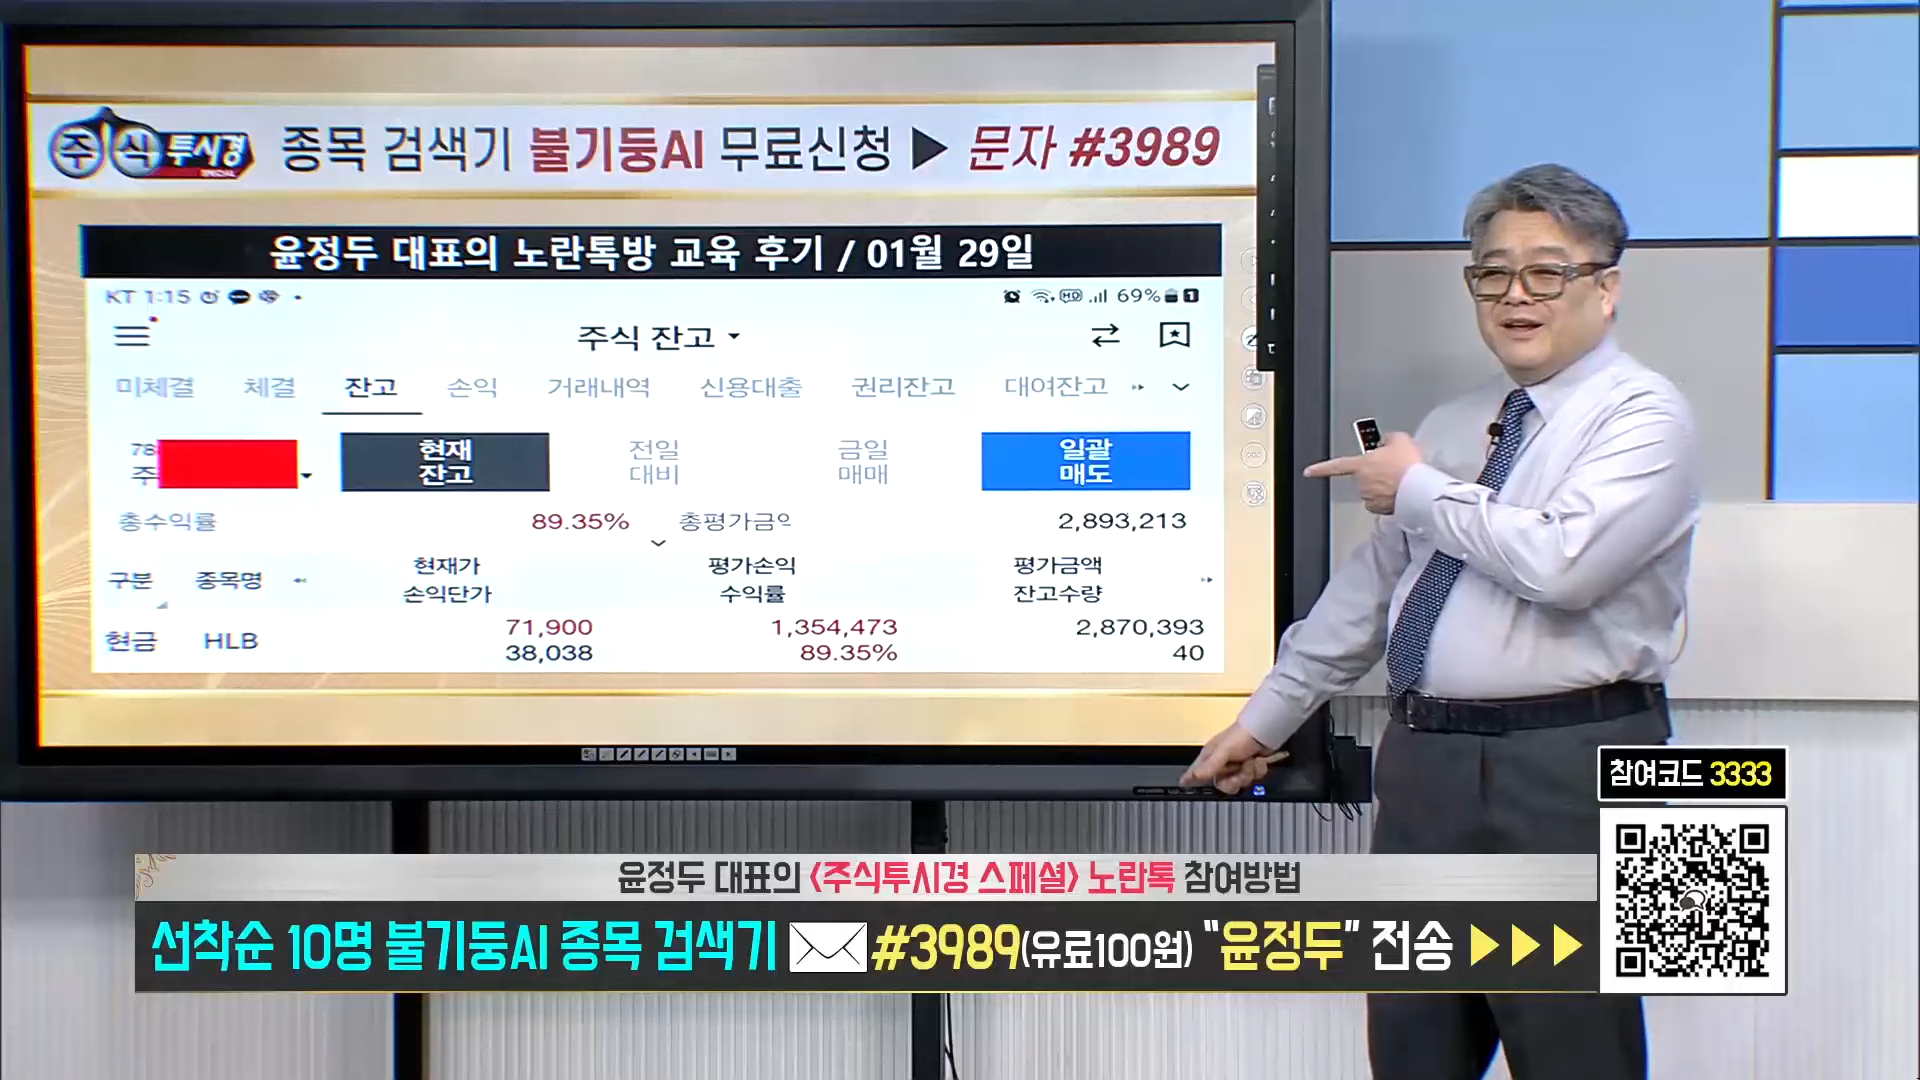 주식투시경 SPECIAL
종목 검색기 불기둥AI 무료신청 ▶ 문자 #3989
윤정두 대표의 노란톡방 교육 후기 / 01월 29일
KT 1:15
HD 69% 1
주식 잔고
미체결 체결 잔고 손익 거래내역 신용대출 권리잔고 대여잔고
78
주
현재
잔고
전일
대비
금일
매매
일괄
매도
총수익률 89.35% 총평가금 2,893,213
구분 종목명
현재가
손익단가
평가손익
수익률
평가금액
잔고수량
현금 HLB
71,900 1,354,473 2,870,393
38,038 89.35% 40
참여코드 3333
윤정두 대표의 <주식투시경 스페셜> 노란톡 참여방법
선착순 10명 불기둥AI 종목 검색기 #3989(유료100원) "윤정두" 전송 ▶▶▶